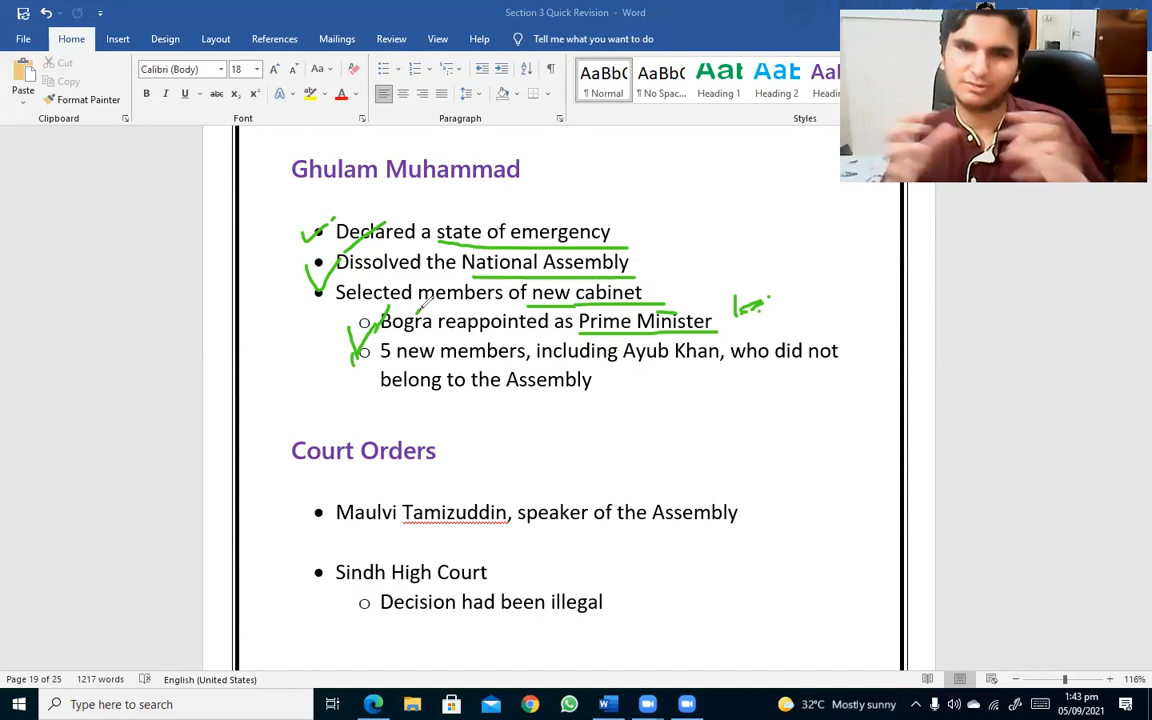 Section 3 Quick Revision - Word
File Home Insert Design Layout References Mailings Review View Help Tell me what you want to do
Paste Cut Copy Format Painter
Calibri (Body) 18 Aa
B I U abc x₂ x² A A
AaBbC AaBbC AaBb AaBb
¶ Normal ¶ No Spac... Heading 1 Heading 2
Clipboard Font Paragraph Styles
Ghulam Muhammad
• Declared a state of emergency
• Dissolved the National Assembly
• Selected members of new cabinet
o Bogra reappointed as Prime Minister
o 5 new members, including Ayub Khan, who did not
belong to the Assembly
Court Orders
• Maulvi Tamizuddin, speaker of the Assembly
• Sindh High Court
o Decision had been illegal
Page 19 of 25 1217 words English (United States) 116%
Type here to search 32°C Mostly sunny 1:43 pm
05/09/2021